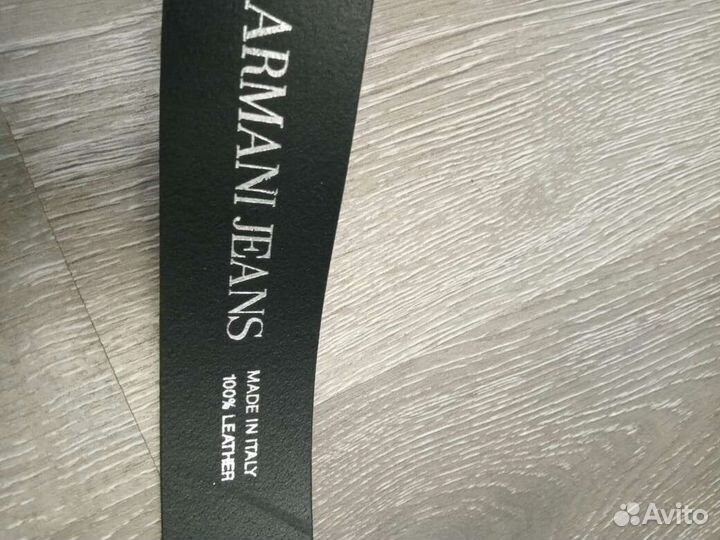 ARMANI JEANS
MADE IN ITALY
100% LEATHER
Avito